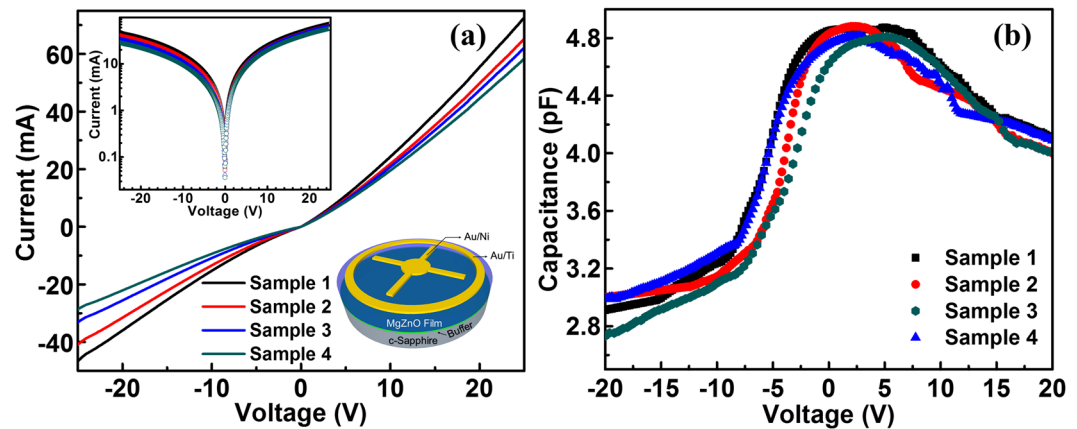 (a)
Current (mA)
60
40
20
0
-20
-40
-20
-10
0
10
20
Voltage (V)
Current (mA)
10
1
0.1
-20
-10
0
10
20
Voltage (V)
Sample 1
Sample 2
Sample 3
Sample 4
Au/Ni
Au/Ti
MgZnO Film
Buffer
c-Sapphire
(b)
Capacitance (pF)
4.8
4.4
4.0
3.6
3.2
2.8
-20
-15
-10
-5
0
5
10
15
20
Voltage (V)
Sample 1
Sample 2
Sample 3
Sample 4